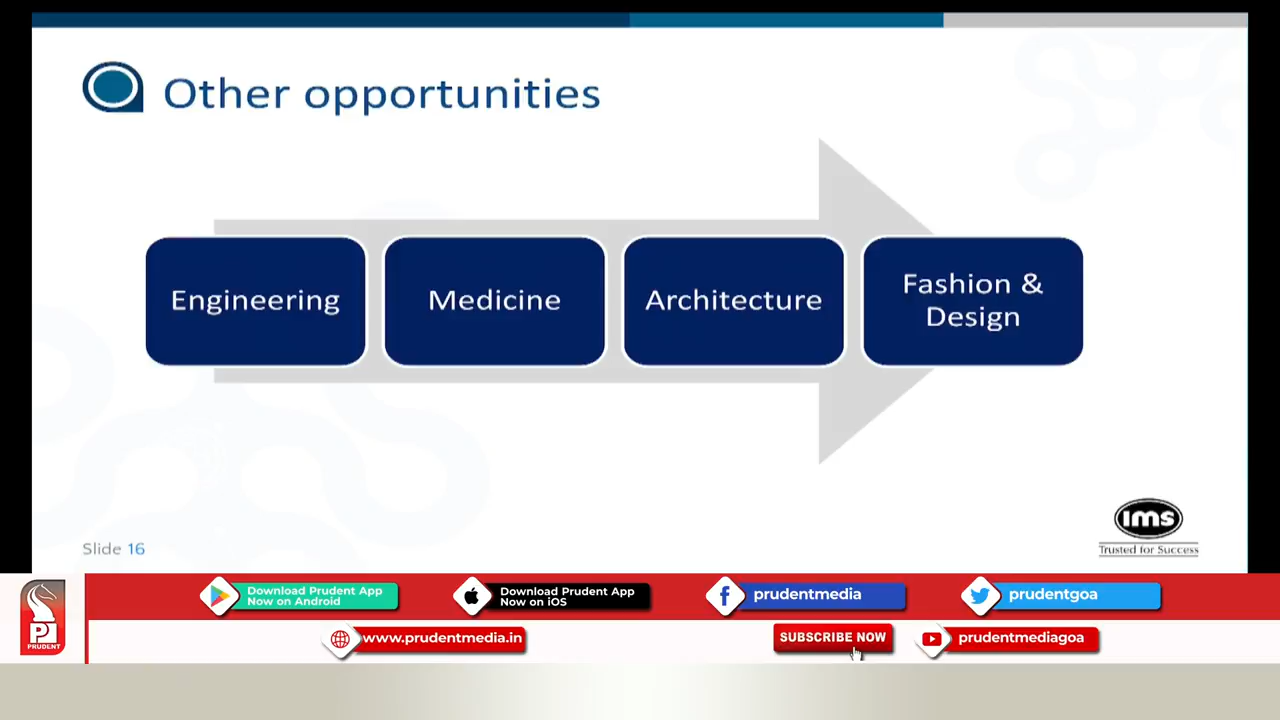 Other opportunities
Engineering
Medicine
Architecture
Fashion &
Design
Slide 16
ims
Trusted for Success
PRUDENT
Download Prudent App
Now on Android
Download Prudent App
Now on iOS
prudentmedia
prudentgoa
www.prudentmedia.in
SUBSCRIBE NOW
prudentmediagoa